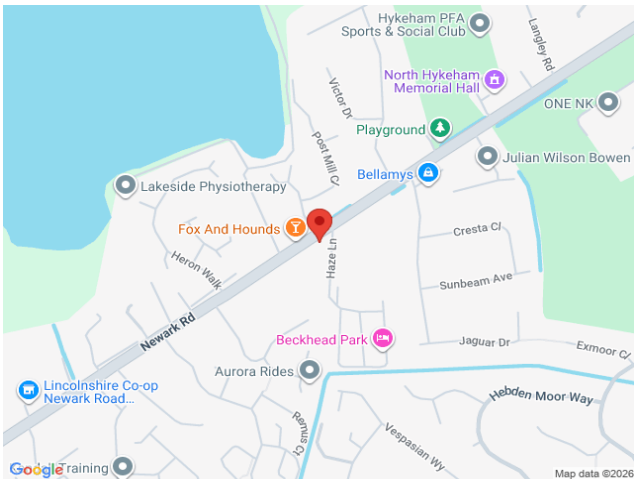 Hykeham PFA
Sports & Social Club
Langley Rd
North Hykeham
Memorial Hall
ONE NK
Victor Dr
Playground
Post Mill Cl
Julian Wilson Bowen
Bellamys
Lakeside Physiotherapy
Fox And Hounds
Cresta Cl
Haze Ln
Heron Walk
Sunbeam Ave
Newark Rd
Beckhead Park
Jaguar Dr
Exmoor Cl
Aurora Rides
Lincolnshire Co-op
Newark Road...
Hebden Moor Way
Remus Ct
Vespasian Wy
Google
Training
Map data ©2026